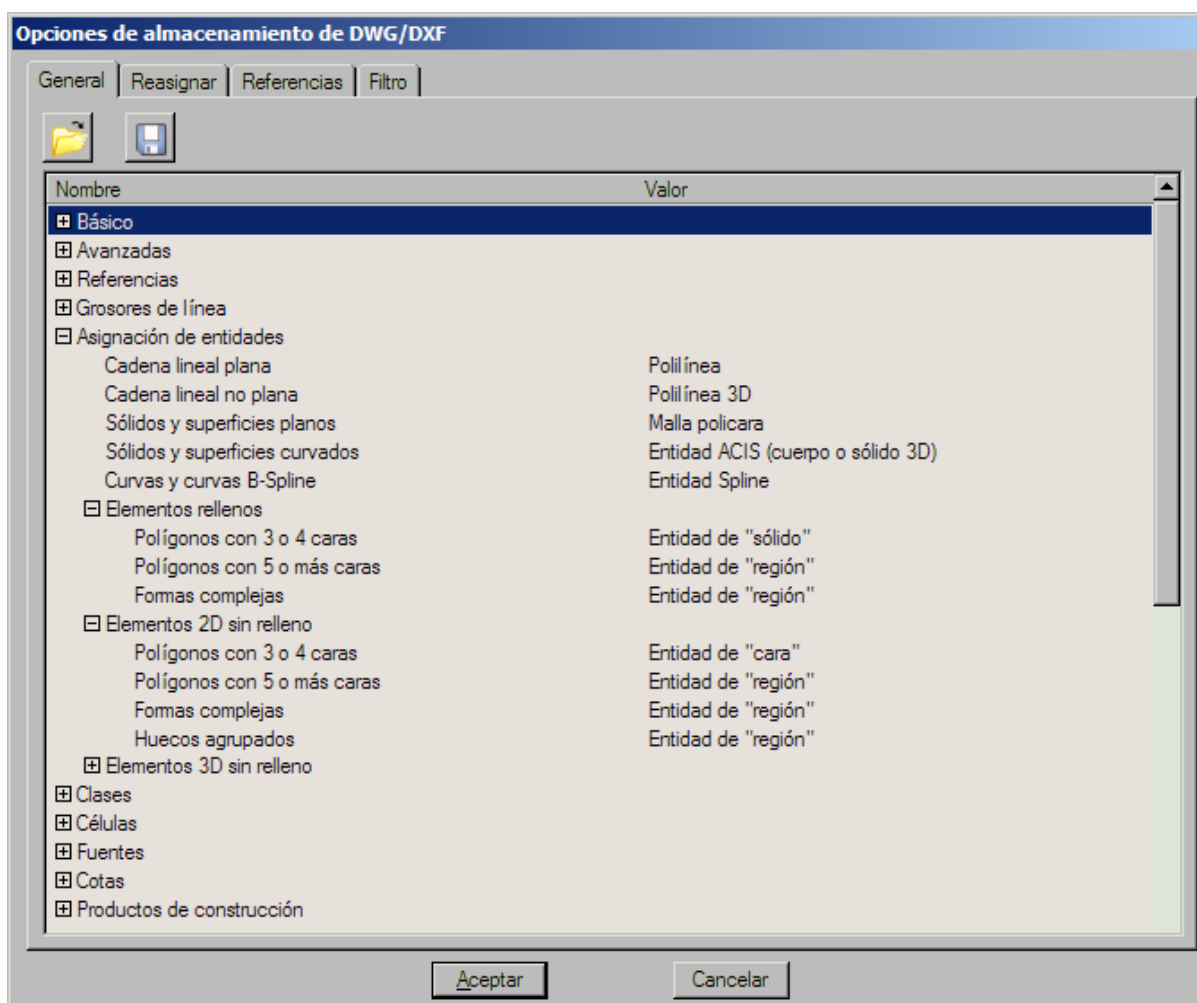 Opciones de almacenamiento de DWG/DXF
General Reasignar Referencias Filtro
Nombre Valor
Básico
Avanzadas
Referencias
Grosores de línea
Asignación de entidades
Cadena lineal plana Polilínea
Cadena lineal no plana Polilínea 3D
Sólidos y superficies planos Malla policara
Sólidos y superficies curvados Entidad ACIS (cuerpo o sólido 3D)
Curvas y curvas B-Spline Entidad Spline
Elementos rellenos
Polígonos con 3 o 4 caras Entidad de "sólido"
Polígonos con 5 o más caras Entidad de "región"
Formas complejas Entidad de "región"
Elementos 2D sin relleno
Polígonos con 3 o 4 caras Entidad de "cara"
Polígonos con 5 o más caras Entidad de "región"
Formas complejas Entidad de "región"
Huecos agrupados Entidad de "región"
Elementos 3D sin relleno
Clases
Células
Fuentes
Cotas
Productos de construcción
Aceptar Cancelar